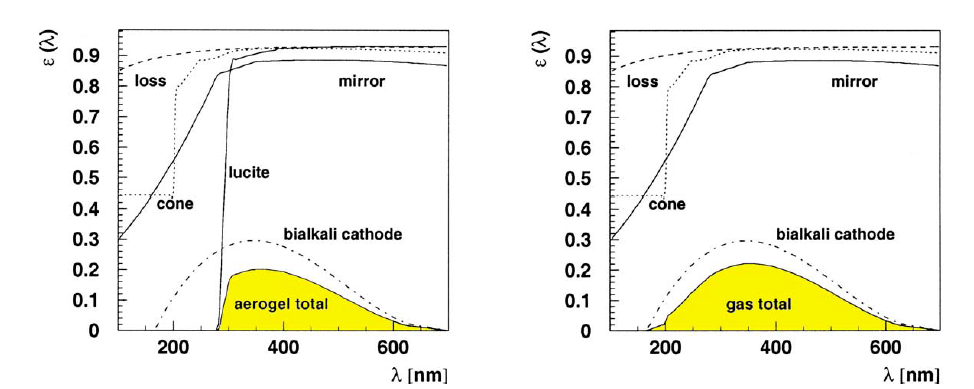 ε (λ)
0.9
0.8
0.7
0.6
0.5
0.4
0.3
0.2
0.1
0
loss
mirror
lucite
cone
bialkali cathode
aerogel total
200 400 600
λ [nm]
ε (λ)
0.9
0.8
0.7
0.6
0.5
0.4
0.3
0.2
0.1
0
loss
mirror
cone
bialkali cathode
gas total
200 400 600
λ [nm]